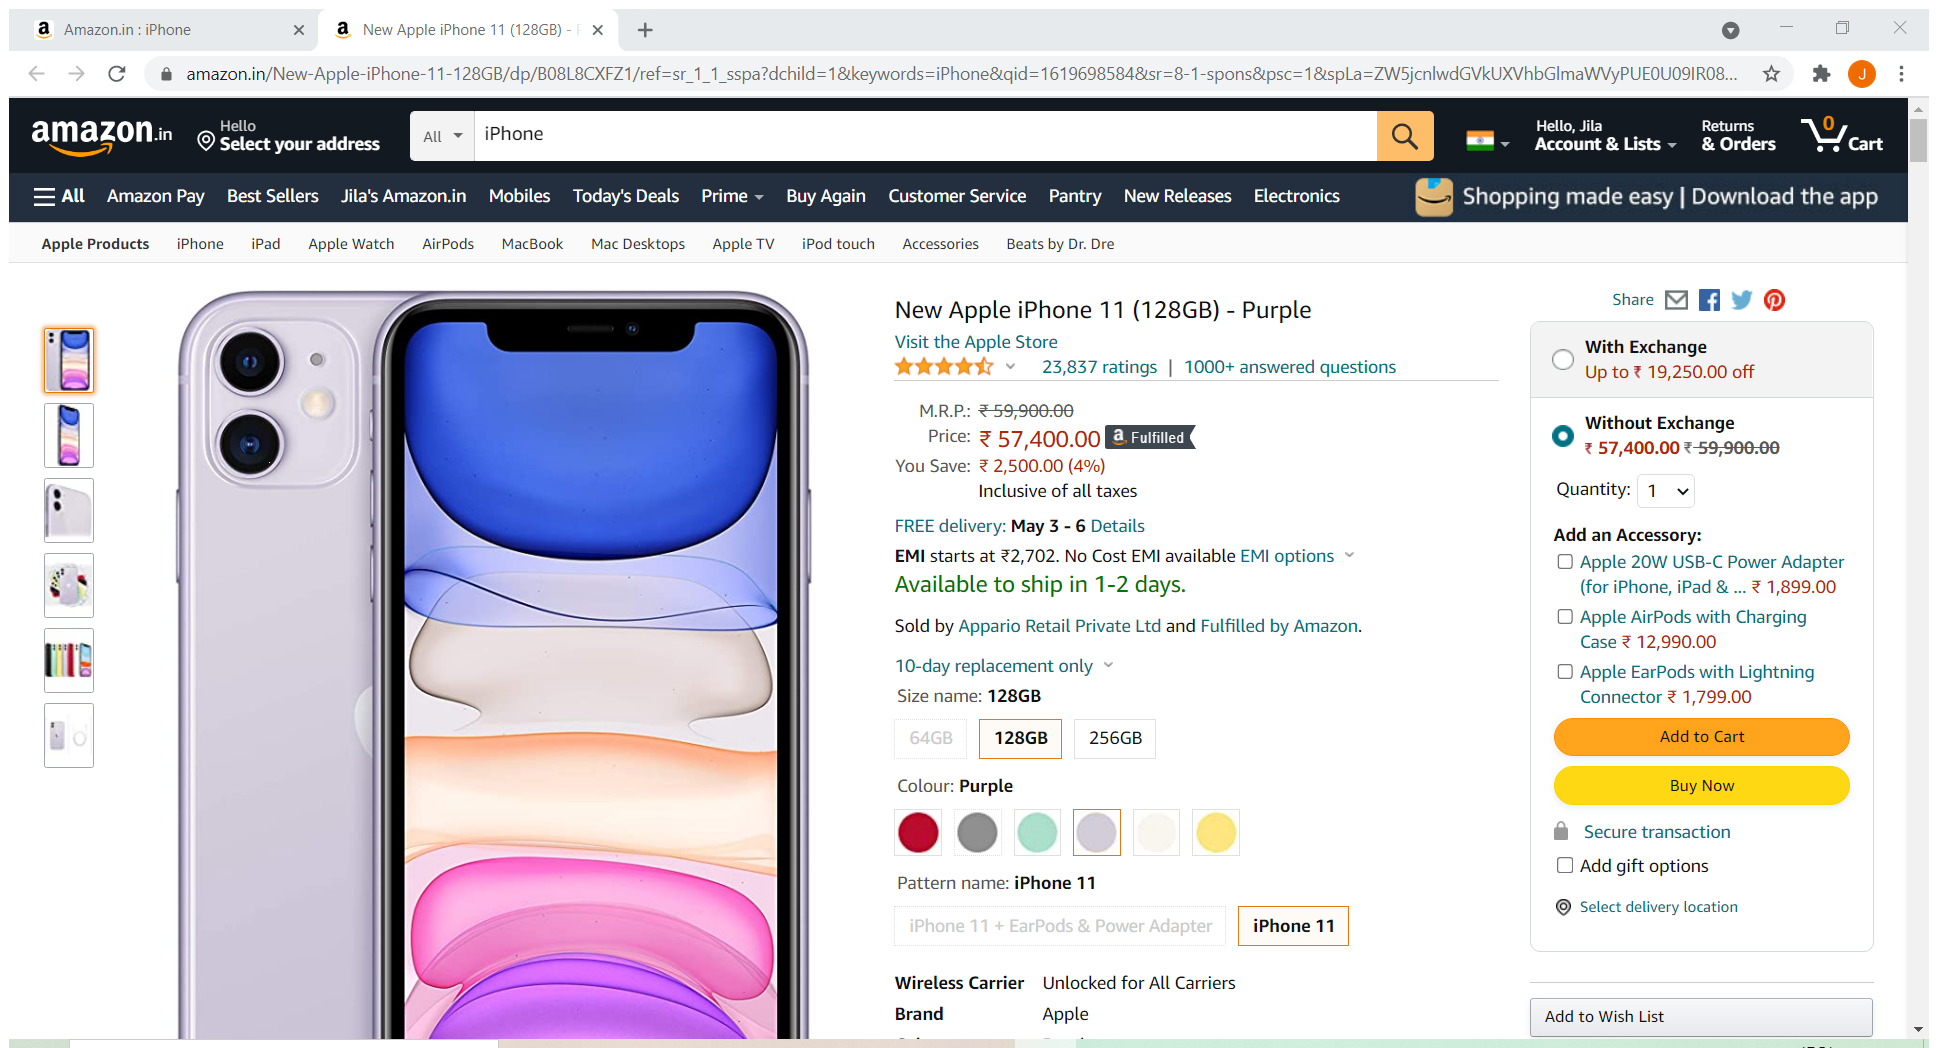 Amazon.in : iPhone
New Apple iPhone 11 (128GB) -
amazon.in/New-Apple-iPhone-11-128GB/dp/B08L8CXFZ1/ref=sr_1_1_sspa?dchild=1&keywords=iPhone&qid=1619698584&sr=8-1-spons&psc=1&spLa=ZW5jcnlwdGVkUXVhbGlmaWVyPUE0U09IR08...
J
amazon.in
Hello
Select your address
All
iPhone
Hello, Jila
Account & Lists
Returns
& Orders
0
Cart
All Amazon Pay Best Sellers Jila's Amazon.in Mobiles Today's Deals Prime Buy Again Customer Service Pantry New Releases Electronics
Shopping made easy | Download the app
Apple Products iPhone iPad Apple Watch AirPods MacBook Mac Desktops Apple TV iPod touch Accessories Beats by Dr. Dre
New Apple iPhone 11 (128GB) - Purple
Visit the Apple Store
23,837 ratings | 1000+ answered questions
M.R.P.: ₹ 59,900.00
Price: ₹ 57,400.00 a Fulfilled
You Save: ₹ 2,500.00 (4%)
Inclusive of all taxes
FREE delivery: May 3 - 6 Details
EMI starts at ₹2,702. No Cost EMI available EMI options
Available to ship in 1-2 days.
Sold by Appario Retail Private Ltd and Fulfilled by Amazon.
10-day replacement only
Size name: 128GB
64GB 128GB 256GB
Colour: Purple
Pattern name: iPhone 11
iPhone 11 + EarPods & Power Adapter iPhone 11
Wireless Carrier Unlocked for All Carriers
Brand Apple
Share
With Exchange
Up to ₹ 19,250.00 off
Without Exchange
₹ 57,400.00 ₹ 59,900.00
Quantity: 1
Add an Accessory:
Apple 20W USB-C Power Adapter
(for iPhone, iPad & ... ₹ 1,899.00
Apple AirPods with Charging
Case ₹ 12,990.00
Apple EarPods with Lightning
Connector ₹ 1,799.00
Add to Cart
Buy Now
Secure transaction
Add gift options
Select delivery location
Add to Wish List